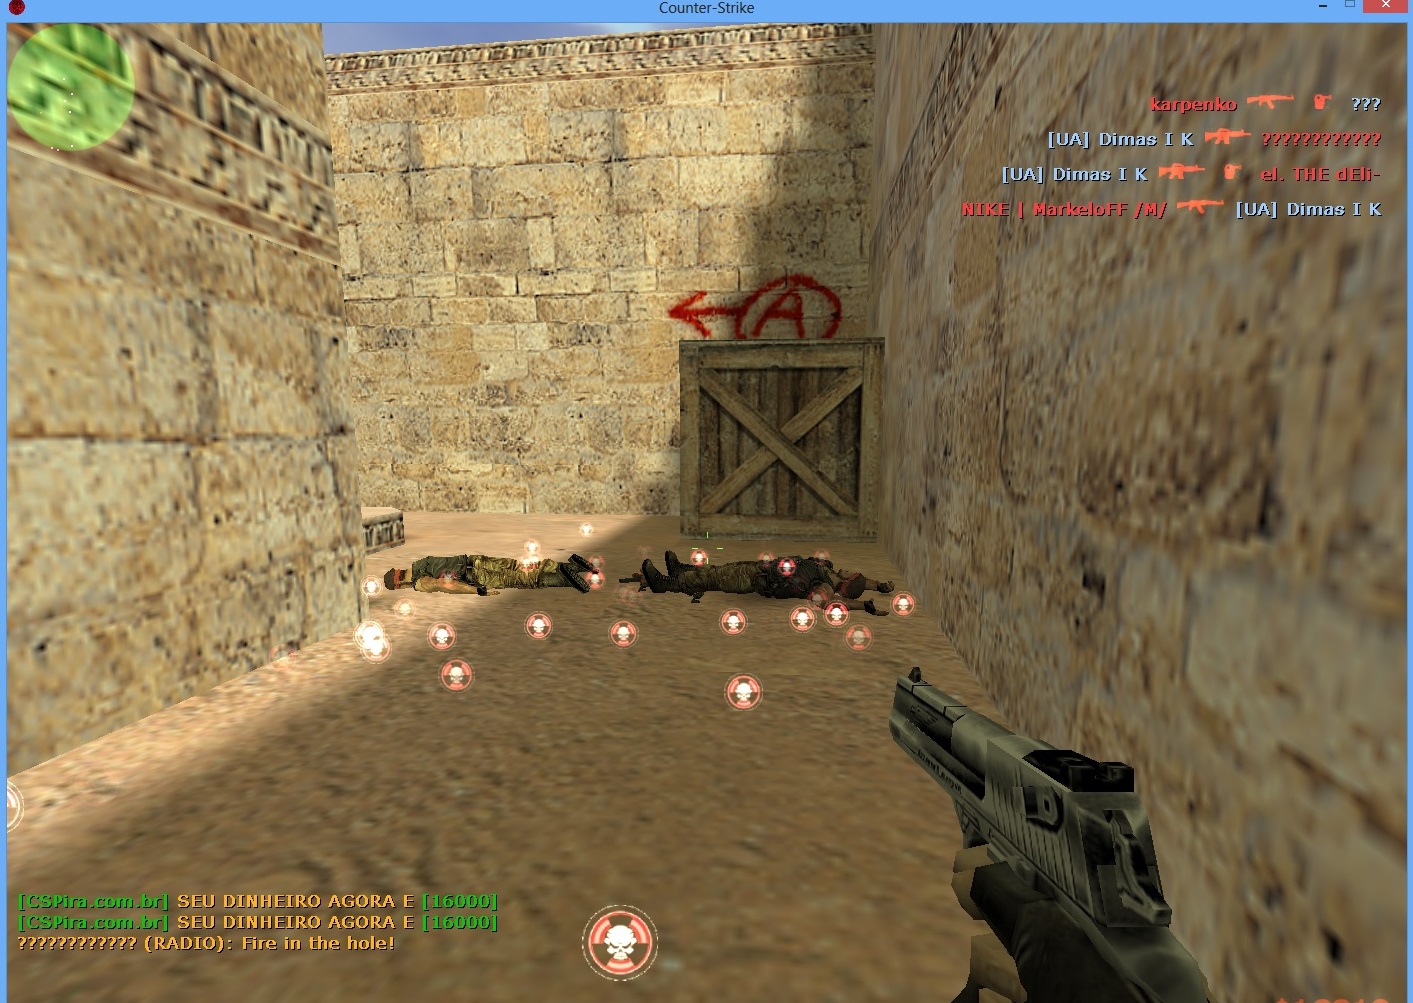 Counter-Strike
karpenko ???
[UA] Dimas I K ????????????
[UA] Dimas I K el. THE dEli-
NIKE | MarkeloFF /M/ [UA] Dimas I K
A
[CSPira.com.br] SEU DINHEIRO AGORA E [16000]
[CSPira.com.br] SEU DINHEIRO AGORA E [16000]
???????????? (RADIO): Fire in the hole!